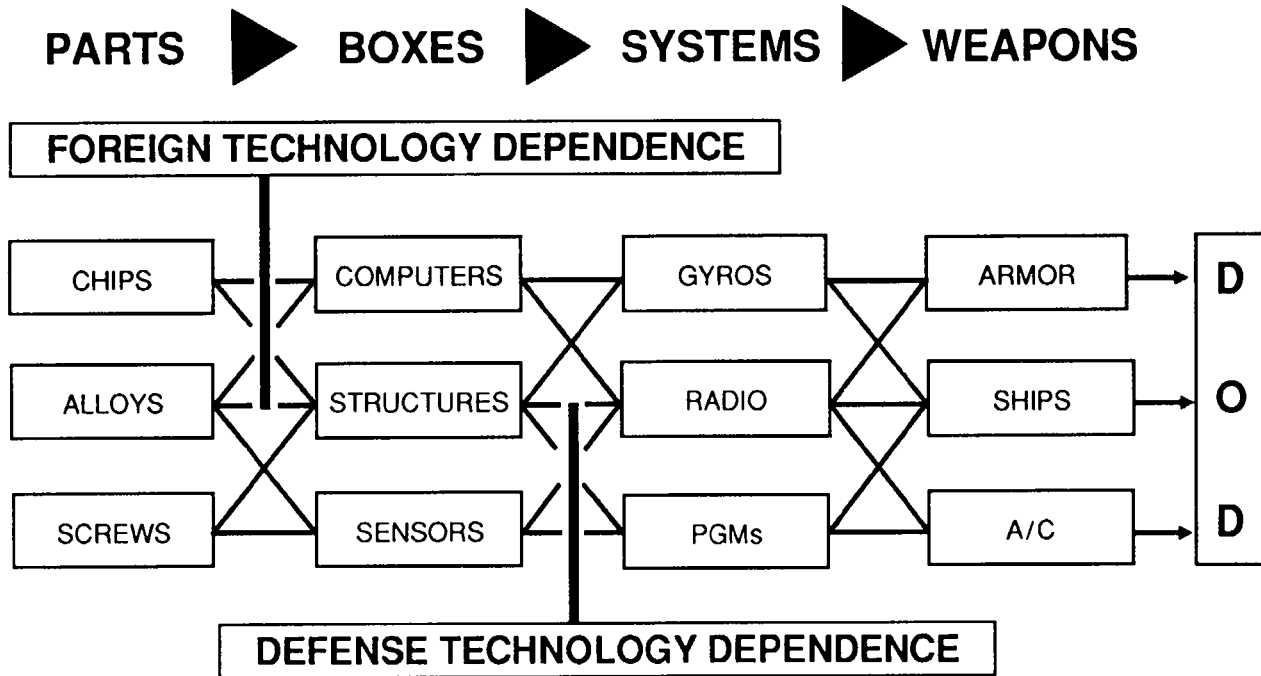 PARTS BOXES SYSTEMS WEAPONS
FOREIGN TECHNOLOGY DEPENDENCE
CHIPS COMPUTERS GYROS ARMOR D
ALLOYS STRUCTURES RADIO SHIPS O
SCREWS SENSORS PGMs A/C D
DEFENSE TECHNOLOGY DEPENDENCE